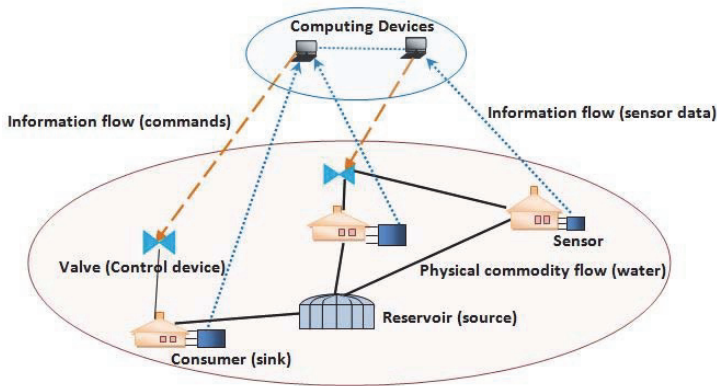 Computing Devices
Information flow (commands)
Information flow (sensor data)
Sensor
Valve (Control device)
Physical commodity flow (water)
Reservoir (source)
Consumer (sink)